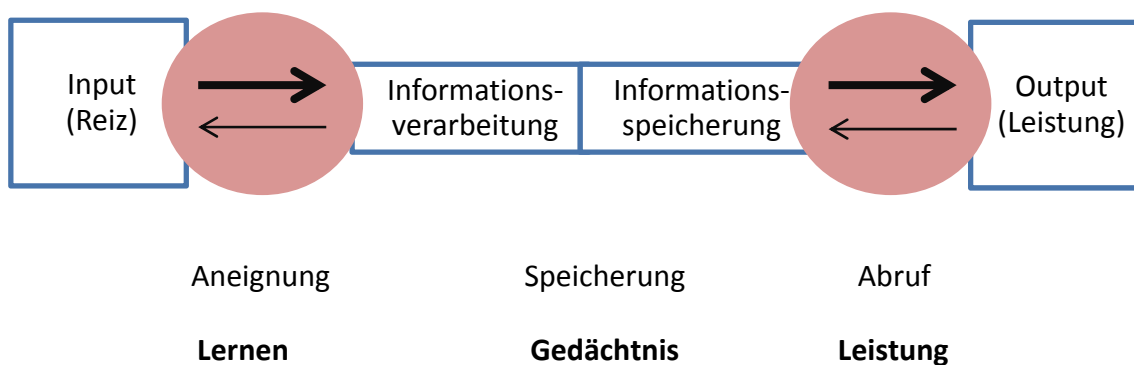 Input
(Reiz)
Informations-
verarbeitung
Informations-
speicherung
Output
(Leistung)
Aneignung
Speicherung
Abruf
Lernen
Gedächtnis
Leistung